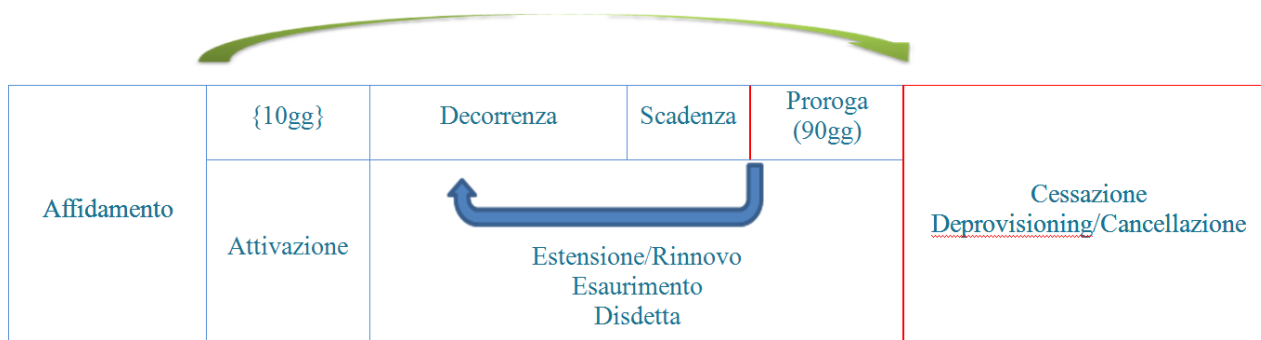 Affidamento
{10gg}
Attivazione
Decorrenza
Scadenza
Proroga
(90gg)
Estensione/Rinnovo
Esaurimento
Disdetta
Cessazione
Deprovisioning/Cancellazione